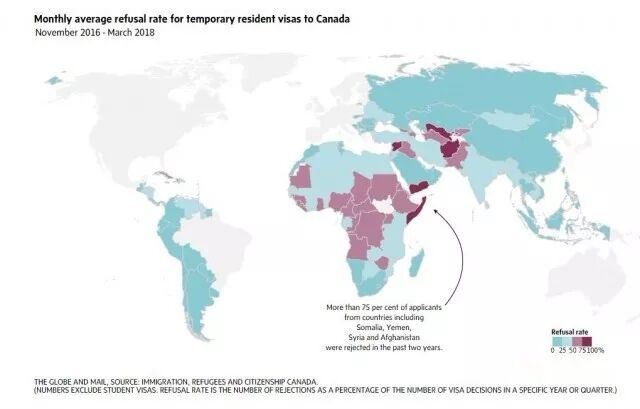 Monthly average refusal rate for temporary resident visas to Canada
November 2016 - March 2018
More than 75 per cent of applicants
from countries including
Somalia, Yemen,
Syria and Afghanistan
were rejected in the past two years.
Refusal rate
0 25 50 75 100%
THE GLOBE AND MAIL, SOURCE: IMMIGRATION, REFUGEES AND CITIZENSHIP CANADA.
(NUMBERS EXCLUDE STUDENT VISAS. REFUSAL RATE IS THE NUMBER OF REJECTIONS AS A PERCENTAGE OF THE NUMBER OF VISA DECISIONS IN A SPECIFIC YEAR OR QUARTER.)